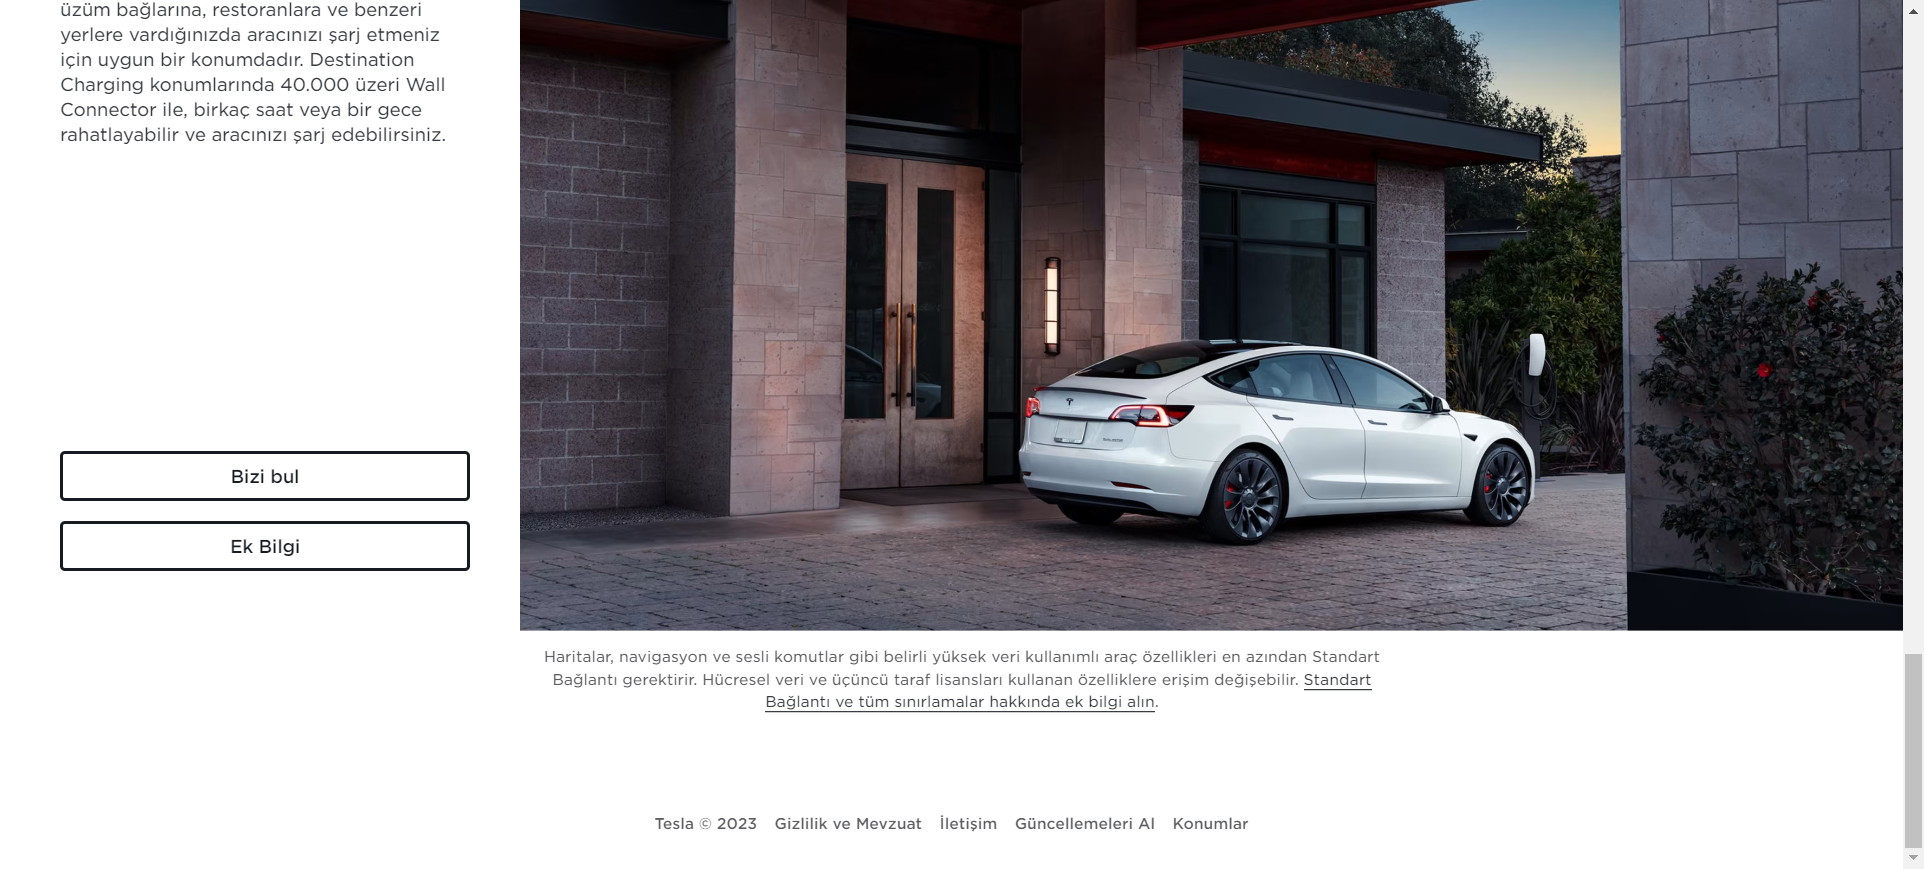 üzüm bağlarına, restoranlara ve benzeri
yerlere vardığınızda aracınızı şarj etmeniz
için uygun bir konumdadır. Destination
Charging konumlarında 40.000 üzeri Wall
Connector ile, birkaç saat veya bir gece
rahatlayabilir ve aracınızı şarj edebilirsiniz.
Bizi bul
Ek Bilgi
Haritalar, navigasyon ve sesli komutlar gibi belirli yüksek veri kullanımlı araç özellikleri en azından Standart
Bağlantı gerektirir. Hücresel veri ve üçüncü taraf lisansları kullanan özelliklere erişim değişebilir. Standart
Bağlantı ve tüm sınırlamalar hakkında ek bilgi alın.
Tesla © 2023 Gizlilik ve Mevzuat İletişim Güncellemeleri Al Konumlar